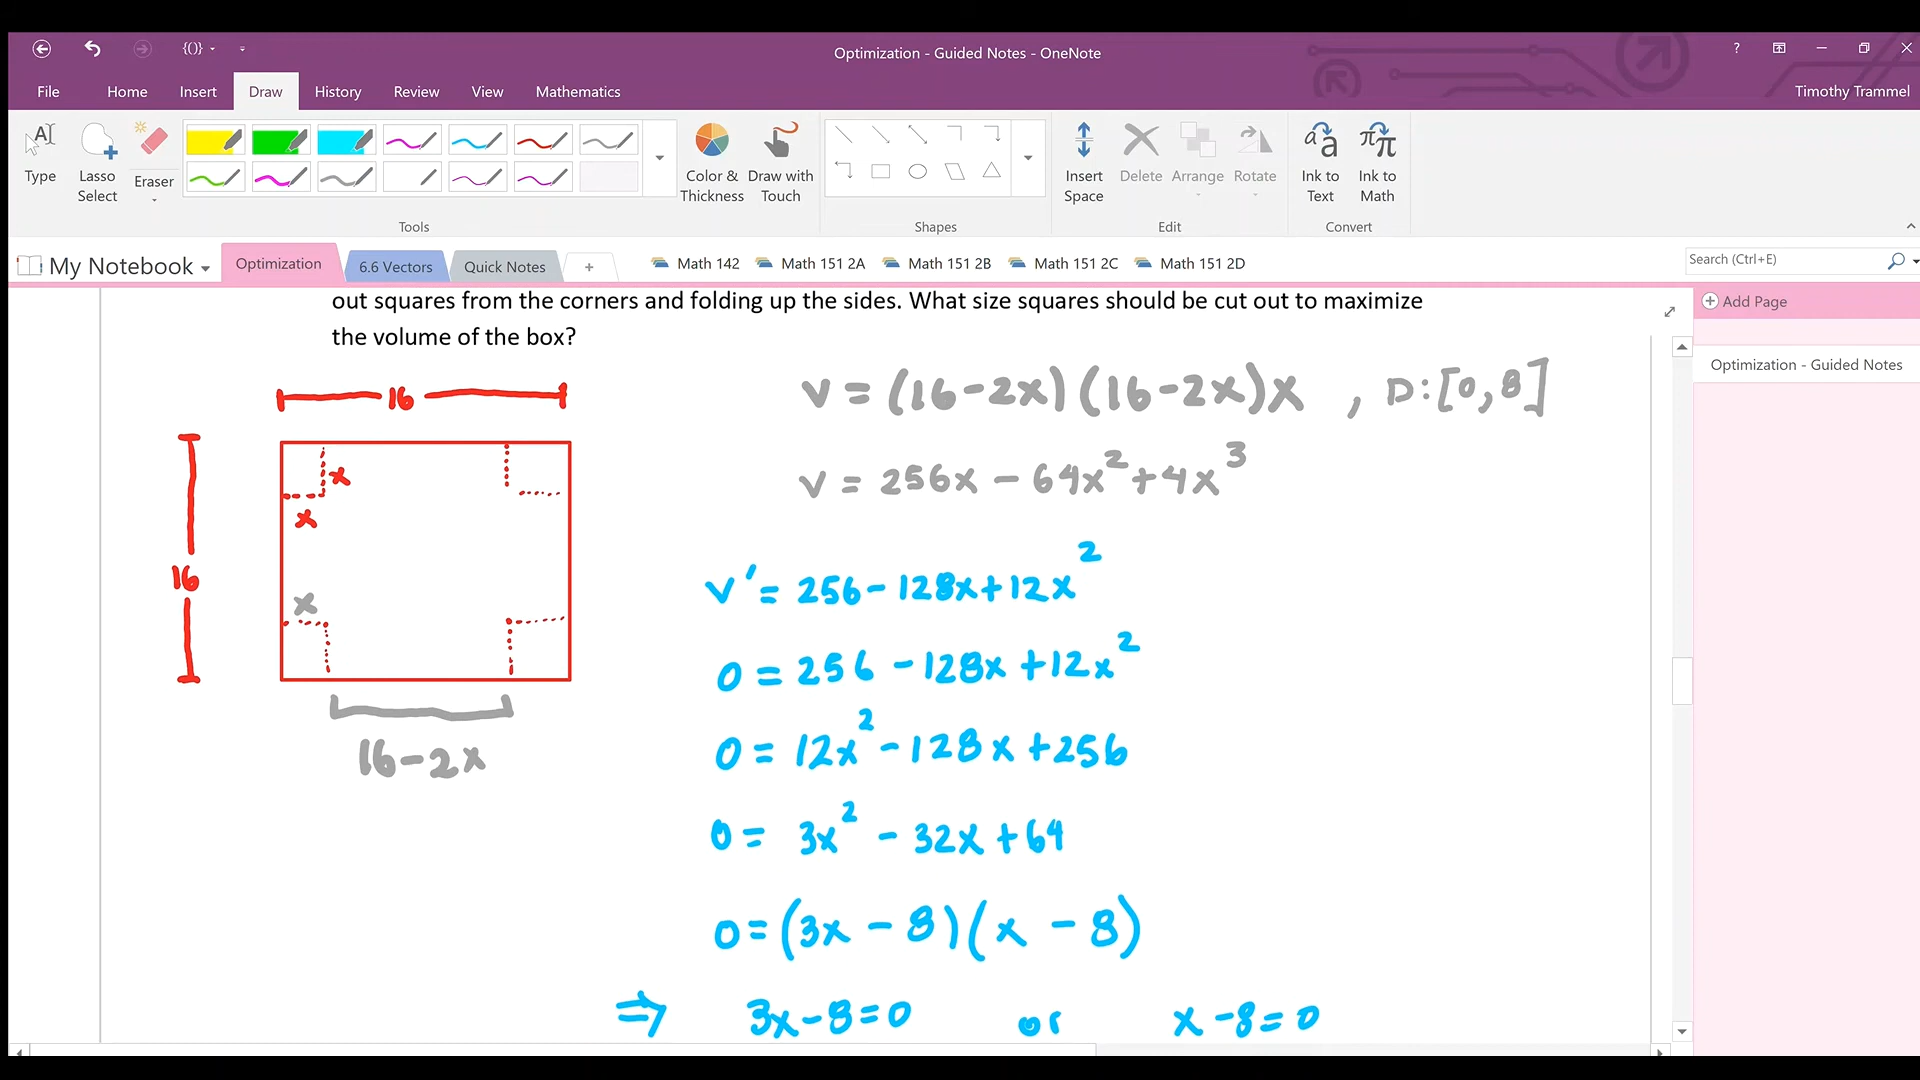 {()}
Optimization - Guided Notes - OneNote
?
File Home Insert Draw History Review View Mathematics
Timothy Trammel
Type
Lasso Select
Eraser
Color & Thickness
Draw with Touch
Insert Space
Delete
Arrange
Rotate
Ink to Text
Ink to Math
Tools
Shapes
Edit
Convert
My Notebook
Optimization
6.6 Vectors
Quick Notes
+
Math 142
Math 151 2A
Math 151 2B
Math 151 2C
Math 151 2D
Search (Ctrl+E)
Add Page
Optimization - Guided Notes
out squares from the corners and folding up the sides. What size squares should be cut out to maximize
the volume of the box?
16
16
x
x
x
16-2x
V = (16-2x)(16-2x)x , D:[0,8]
V = 256x - 64x² + 4x³
V' = 256 - 128x + 12x²
0 = 256 - 128x + 12x²
0 = 12x² - 128x + 256
0 = 3x² - 32x + 64
0 = (3x - 8)(x - 8)
⇒ 3x-8=0 or x-8=0